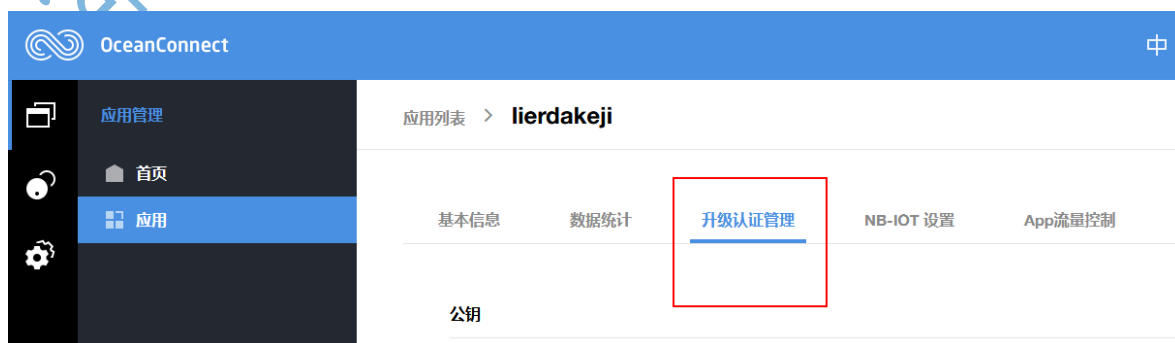 OceanConnect
中
应用管理
应用列表 > lierdakeji
首页
应用
基本信息 数据统计 升级认证管理 NB-IOT 设置 App流量控制
公钥